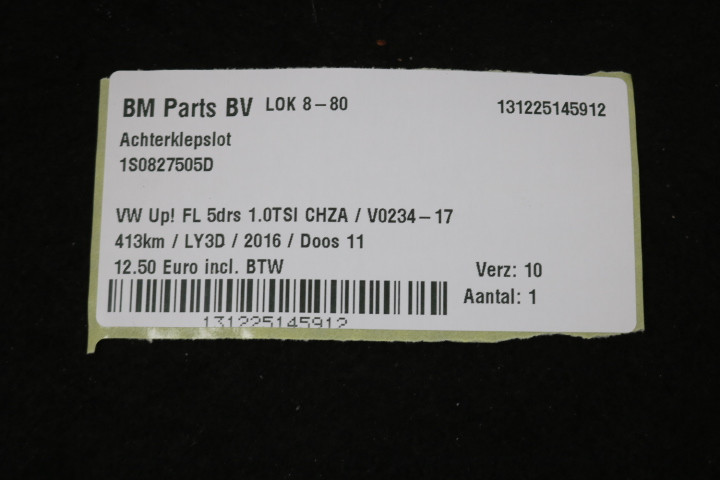 BM Parts BV LOK 8-80 131225145912
Achterklepslot
1S0827505D
VW Up! FL 5drs 1.0TSI CHZA / V0234-17
413km / LY3D / 2016 / Doos 11
12.50 Euro incl. BTW Verz: 10
Aantal: 1
131225145912